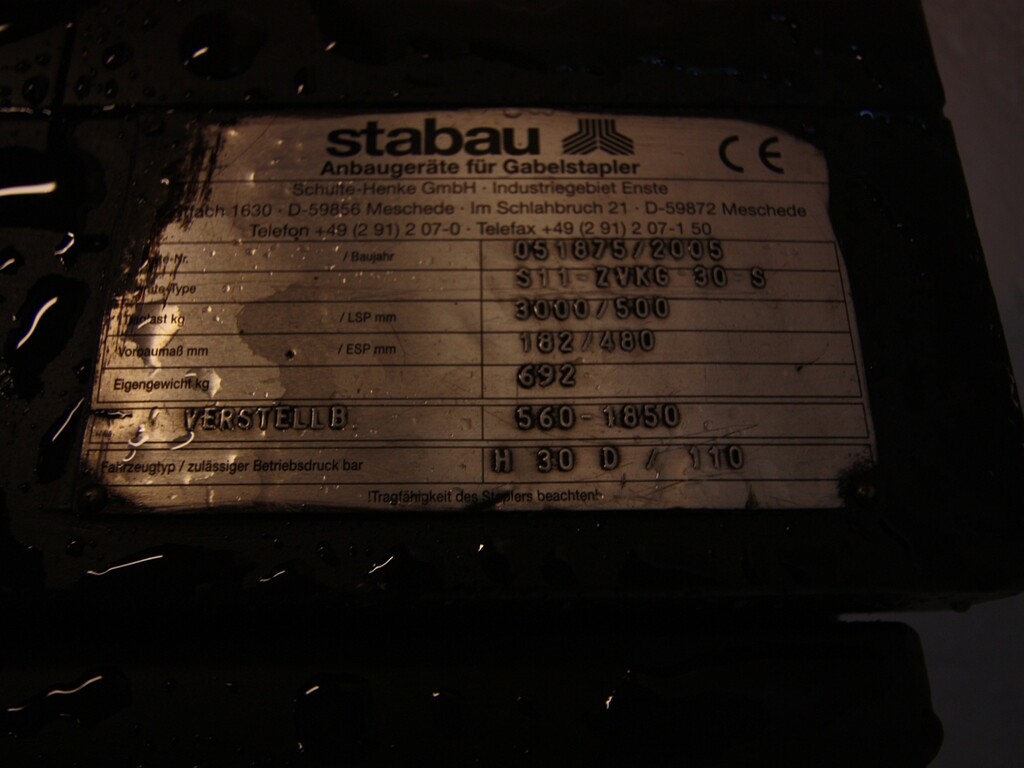 stabau
CE
Anbaugeräte für Gabelstapler
Schulte-Henke GmbH · Industriegebiet Enste
1630 · D-59856 Meschede · Im Schlahbruch 21 · D-59872 Meschede
Telefon +49 (2 91) 2 07-0 · Telefax +49 (2 91) 2 07-1 50
/ Baujahr 051875/2005
S11-ZVKG 30-S
kg / LSP mm 3000/500
Vorbaumaß mm / ESP mm 182/480
Eigengewicht kg 692
VERSTELLB. 560-1850
Fahrzeugtyp / zulässiger Betriebsdruck bar H 30 D / 110
!Tragfähigkeit des Staplers beachten!